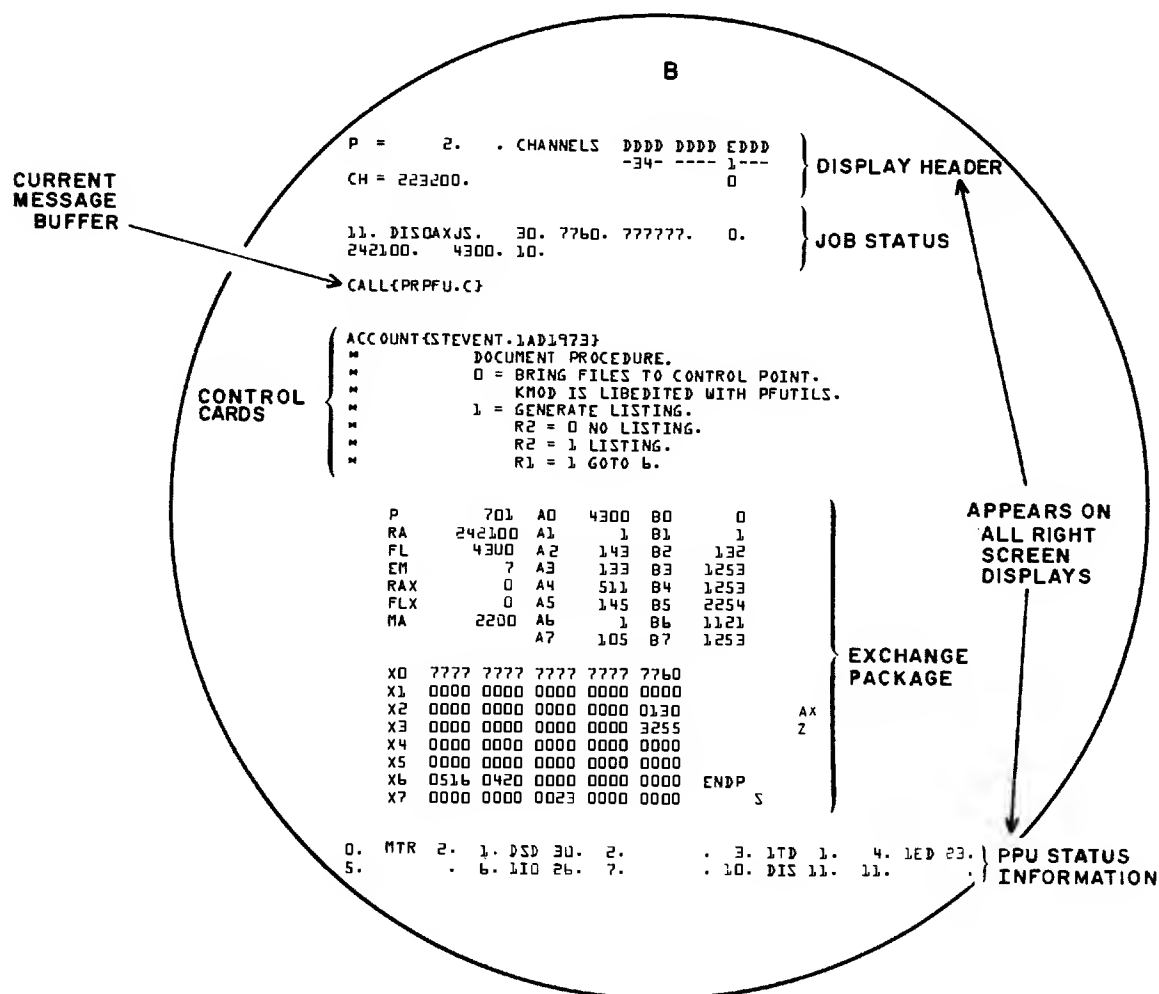 B
P = 2. . CHANNELS DDDD DDDD EDDD
-34- ---- 1---
CH = 223200. 0
DISPLAY HEADER
CURRENT
MESSAGE
BUFFER
11. DISOAXJS. 30. 7760. 777777. 0.
242100. 4300. 10.
JOB STATUS
CALL{PRPFU.C}
CONTROL
CARDS
ACCOUNT{STEVENT.1AD1973}
* DOCUMENT PROCEDURE.
* 0 = BRING FILES TO CONTROL POINT.
* KMOD IS LIBEDITED WITH PFUTILS.
* 1 = GENERATE LISTING.
* R2 = 0 NO LISTING.
* R2 = 1 LISTING.
* R1 = 1 GOTO 6.
P 701 A0 4300 B0 0
RA 242100 A1 1 B1 1
FL 4300 A2 143 B2 132
EM 7 A3 133 B3 1253
RAX 0 A4 511 B4 1253
FLX 0 A5 145 B5 2254
MA 2200 A6 1 B6 1121
A7 105 B7 1253
X0 7777 7777 7777 7777 7760
X1 0000 0000 0000 0000 0000
X2 0000 0000 0000 0000 0130 AX
X3 0000 0000 0000 0000 3255 Z
X4 0000 0000 0000 0000 0000
X5 0000 0000 0000 0000 0000
X6 0516 0420 0000 0000 0000 ENDP
X7 0000 0000 0023 0000 0000 S
EXCHANGE
PACKAGE
APPEARS ON
ALL RIGHT
SCREEN
DISPLAYS
0. MTR 2. 1. DSD 30. 2. . 3. 1TD 1. 4. 1ED 23.
5. . 6. 1IO 26. 7. . 10. DIS 11. 11. .
PPU STATUS
INFORMATION